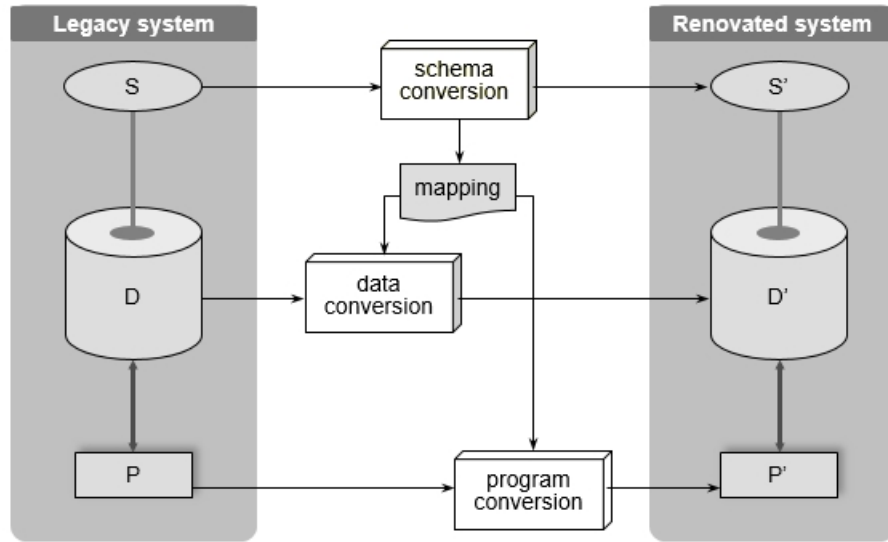 Legacy system
Renovated system
S
schema
conversion
S’
mapping
D
data
conversion
D’
P
program
conversion
P’